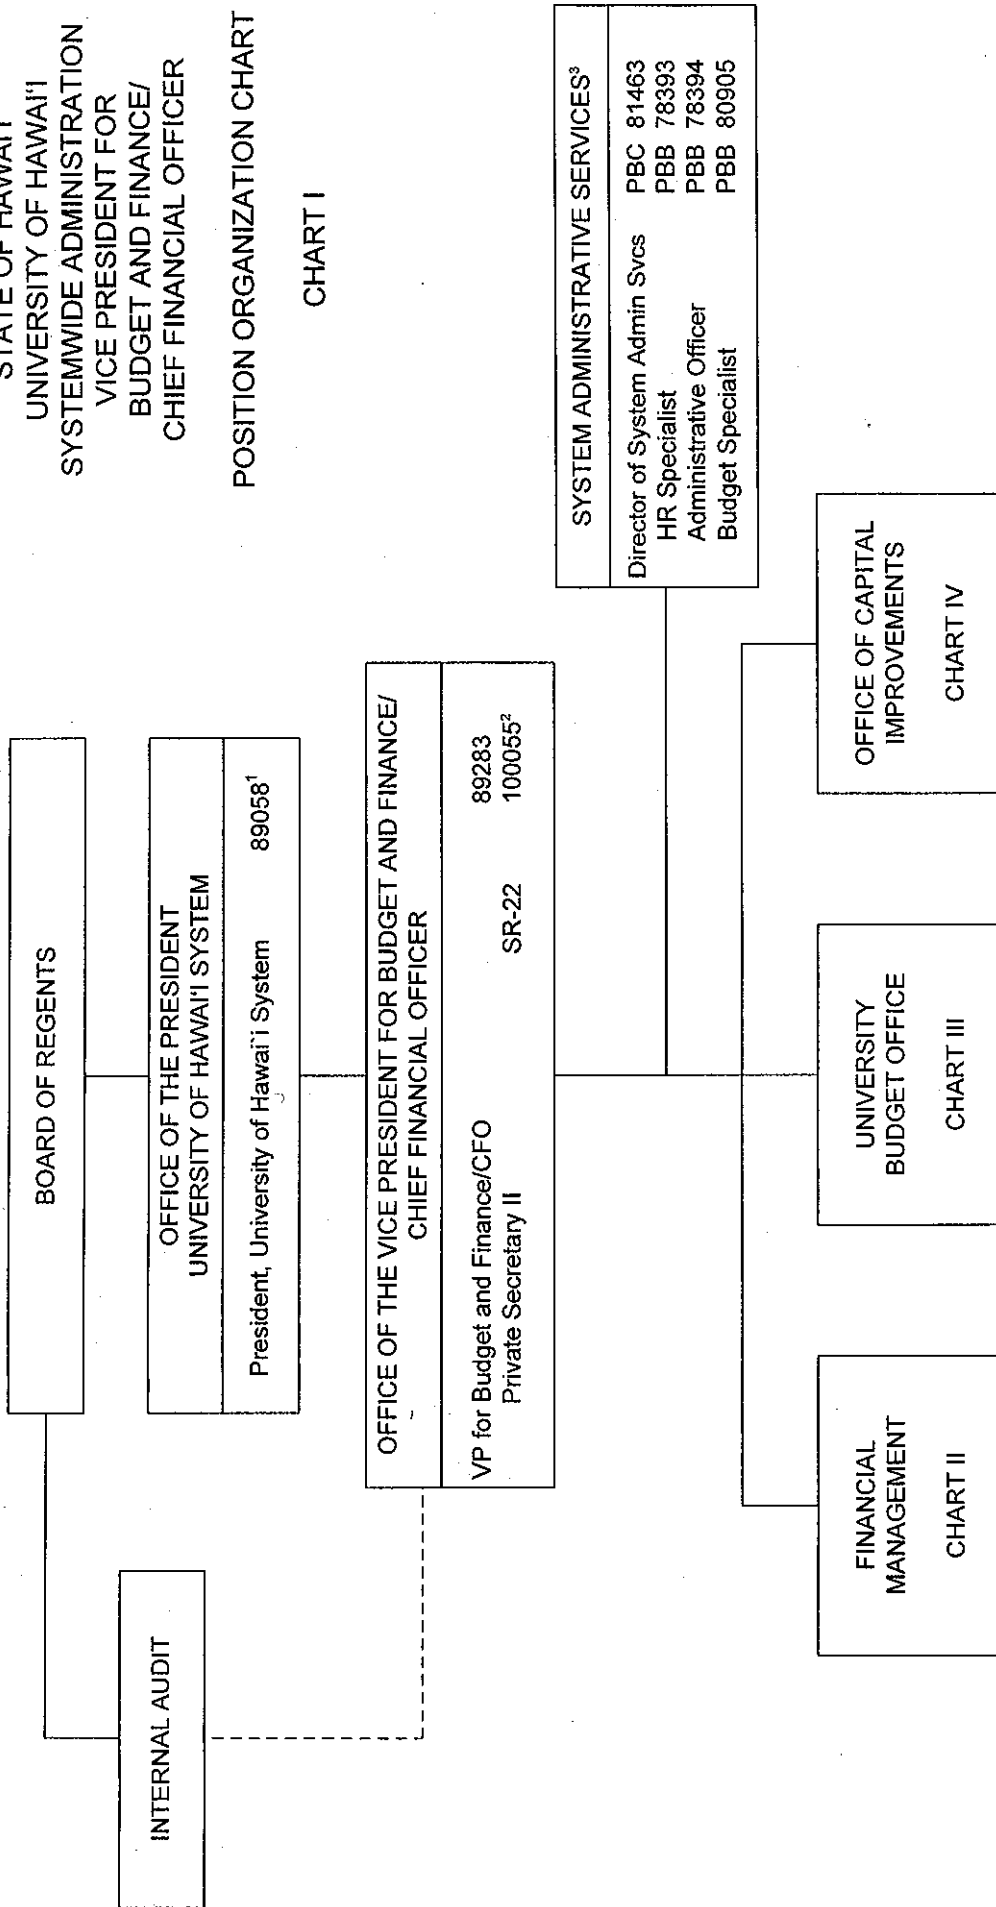 STATE OF HAWAI'I
UNIVERSITY OF HAWAI'I
SYSTEMWIDE ADMINISTRATION
VICE PRESIDENT FOR
BUDGET AND FINANCE/
CHIEF FINANCIAL OFFICER
POSITION ORGANIZATION CHART
CHART I
BOARD OF REGENTS
INTERNAL AUDIT
OFFICE OF THE PRESIDENT
UNIVERSITY OF HAWAI'I SYSTEM
President, University of Hawai`i System 89058¹
OFFICE OF THE VICE PRESIDENT FOR BUDGET AND FINANCE/
CHIEF FINANCIAL OFFICER
VP for Budget and Finance/CFO 89283
Private Secretary II SR-22 100055²
SYSTEM ADMINISTRATIVE SERVICES³
Director of System Admin Svcs PBC 81463
HR Specialist PBB 78393
Administrative Officer PBB 78394
Budget Specialist PBB 80905
FINANCIAL
MANAGEMENT
CHART II
UNIVERSITY
BUDGET OFFICE
CHART III
OFFICE OF CAPITAL
IMPROVEMENTS
CHART IV